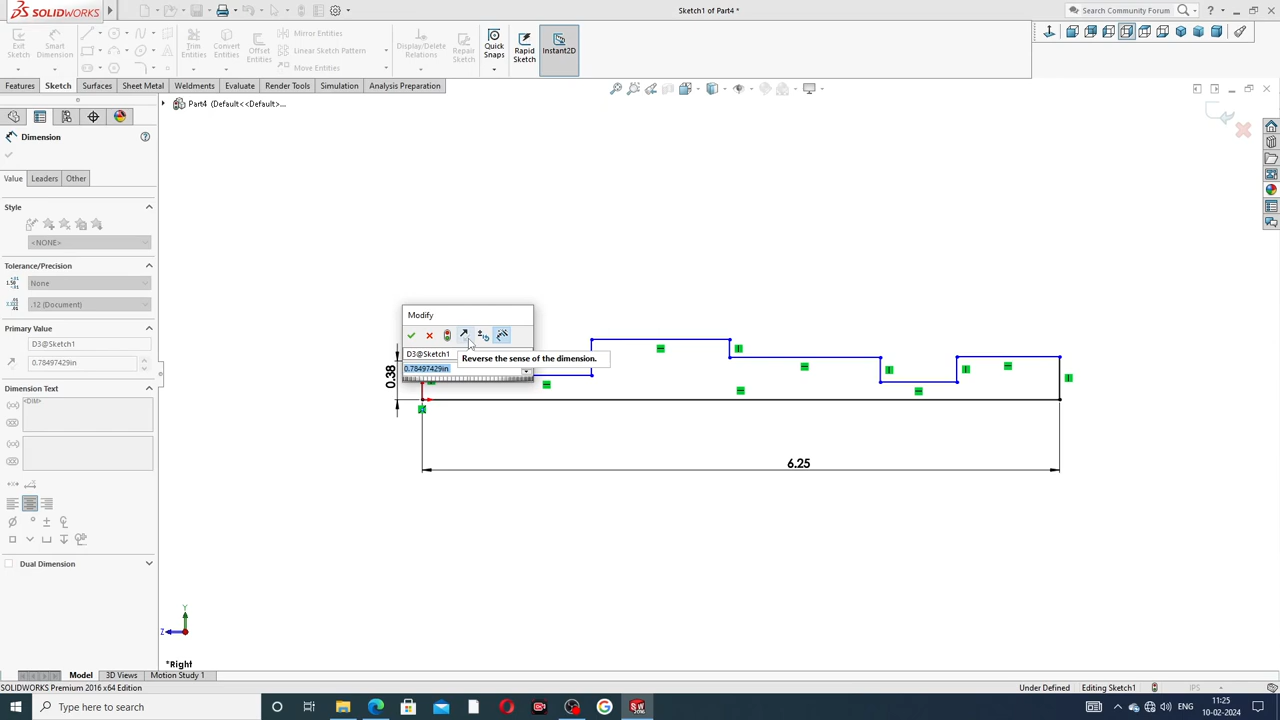 SOLIDWORKS
Sketch1 of Part4 *
Search Community Forum
Exit Sketch
Smart Dimension
Trim Entities
Convert Entities
Offset Entities
Mirror Entities
Linear Sketch Pattern
Move Entities
Display/Delete Relations
Repair Sketch
Quick Snaps
Rapid Sketch
Instant2D
Features
Sketch
Surfaces
Sheet Metal
Weldments
Evaluate
Render Tools
Simulation
Analysis Preparation
Part4 (Default<<Default>...
Dimension
Value
Leaders
Other
Style
<NONE>
Tolerance/Precision
None
.12 (Document)
Primary Value
D3@Sketch1
0.78497429in
Dimension Text
<DIM>
Dual Dimension
Modify
D3@Sketch1
0.78497429in
Reverse the sense of the dimension.
0.38
6.25
Y
Z
*Right
Model
3D Views
Motion Study 1
SOLIDWORKS Premium 2016 x64 Edition
Under Defined
Editing Sketch1
IPS
Type here to search
ENG
11:25
10-02-2024